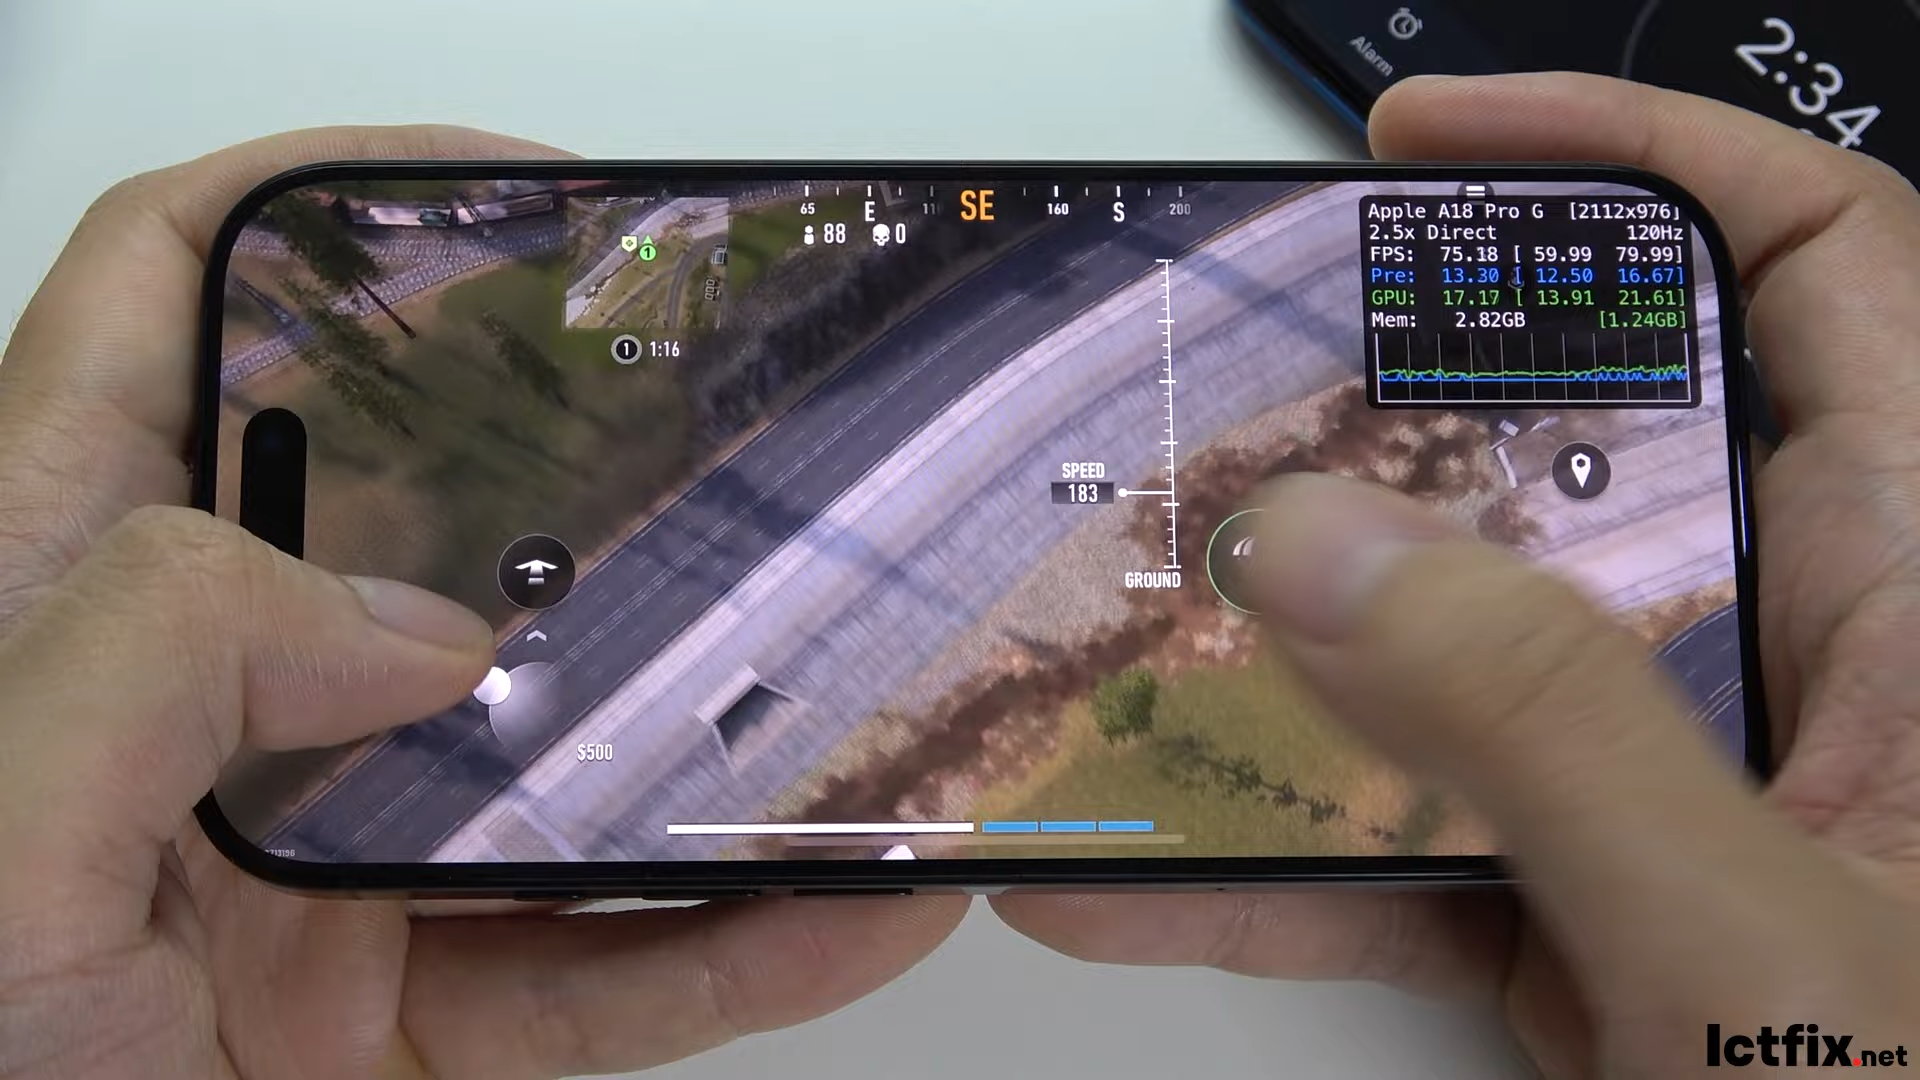 Alarm
2:34
65 E 11 SE 160 S 200
88 0
1
1:16
Apple A18 Pro G [2112x976]
2.5x Direct 120Hz
FPS: 75.18 [ 59.99 79.99]
Pre: 13.30 [ 12.50 16.67]
GPU: 17.17 [ 13.91 21.61]
Mem: 2.82GB [1.24GB]
SPEED
183
GROUND
$500
Ictfix.net